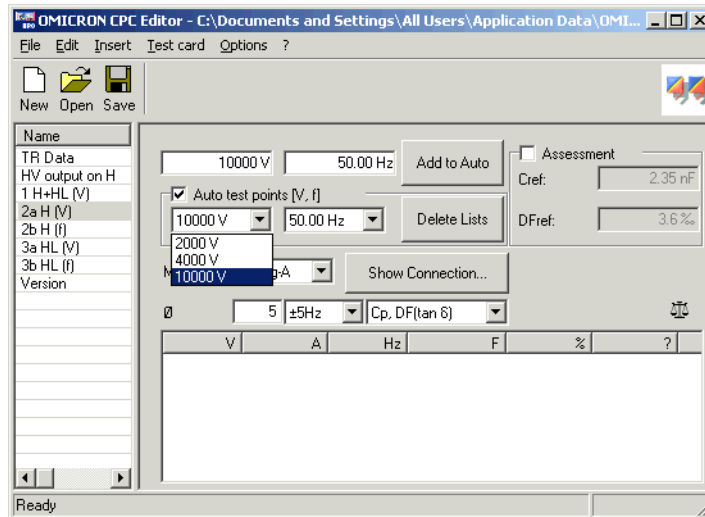 OMICRON CPC Editor - C:\Documents and Settings\All Users\Application Data\OMI...
File Edit Insert Test card Options ?
New Open Save
Name
TR Data
HV output on H
1 H+HL (V)
2a H (V)
2b H (f)
3a HL (V)
3b HL (f)
Version
10000 V 50.00 Hz Add to Auto
Auto test points [V, f]
10000 V 50.00 Hz Delete Lists
2000 V
4000 V
10000 V
Assessment
Cref: 2.35 nF
DFref: 3.6‰
g-A Show Connection...
Ø 5 ±5Hz Cp, DF(tan δ)
V A Hz F % ?
Ready